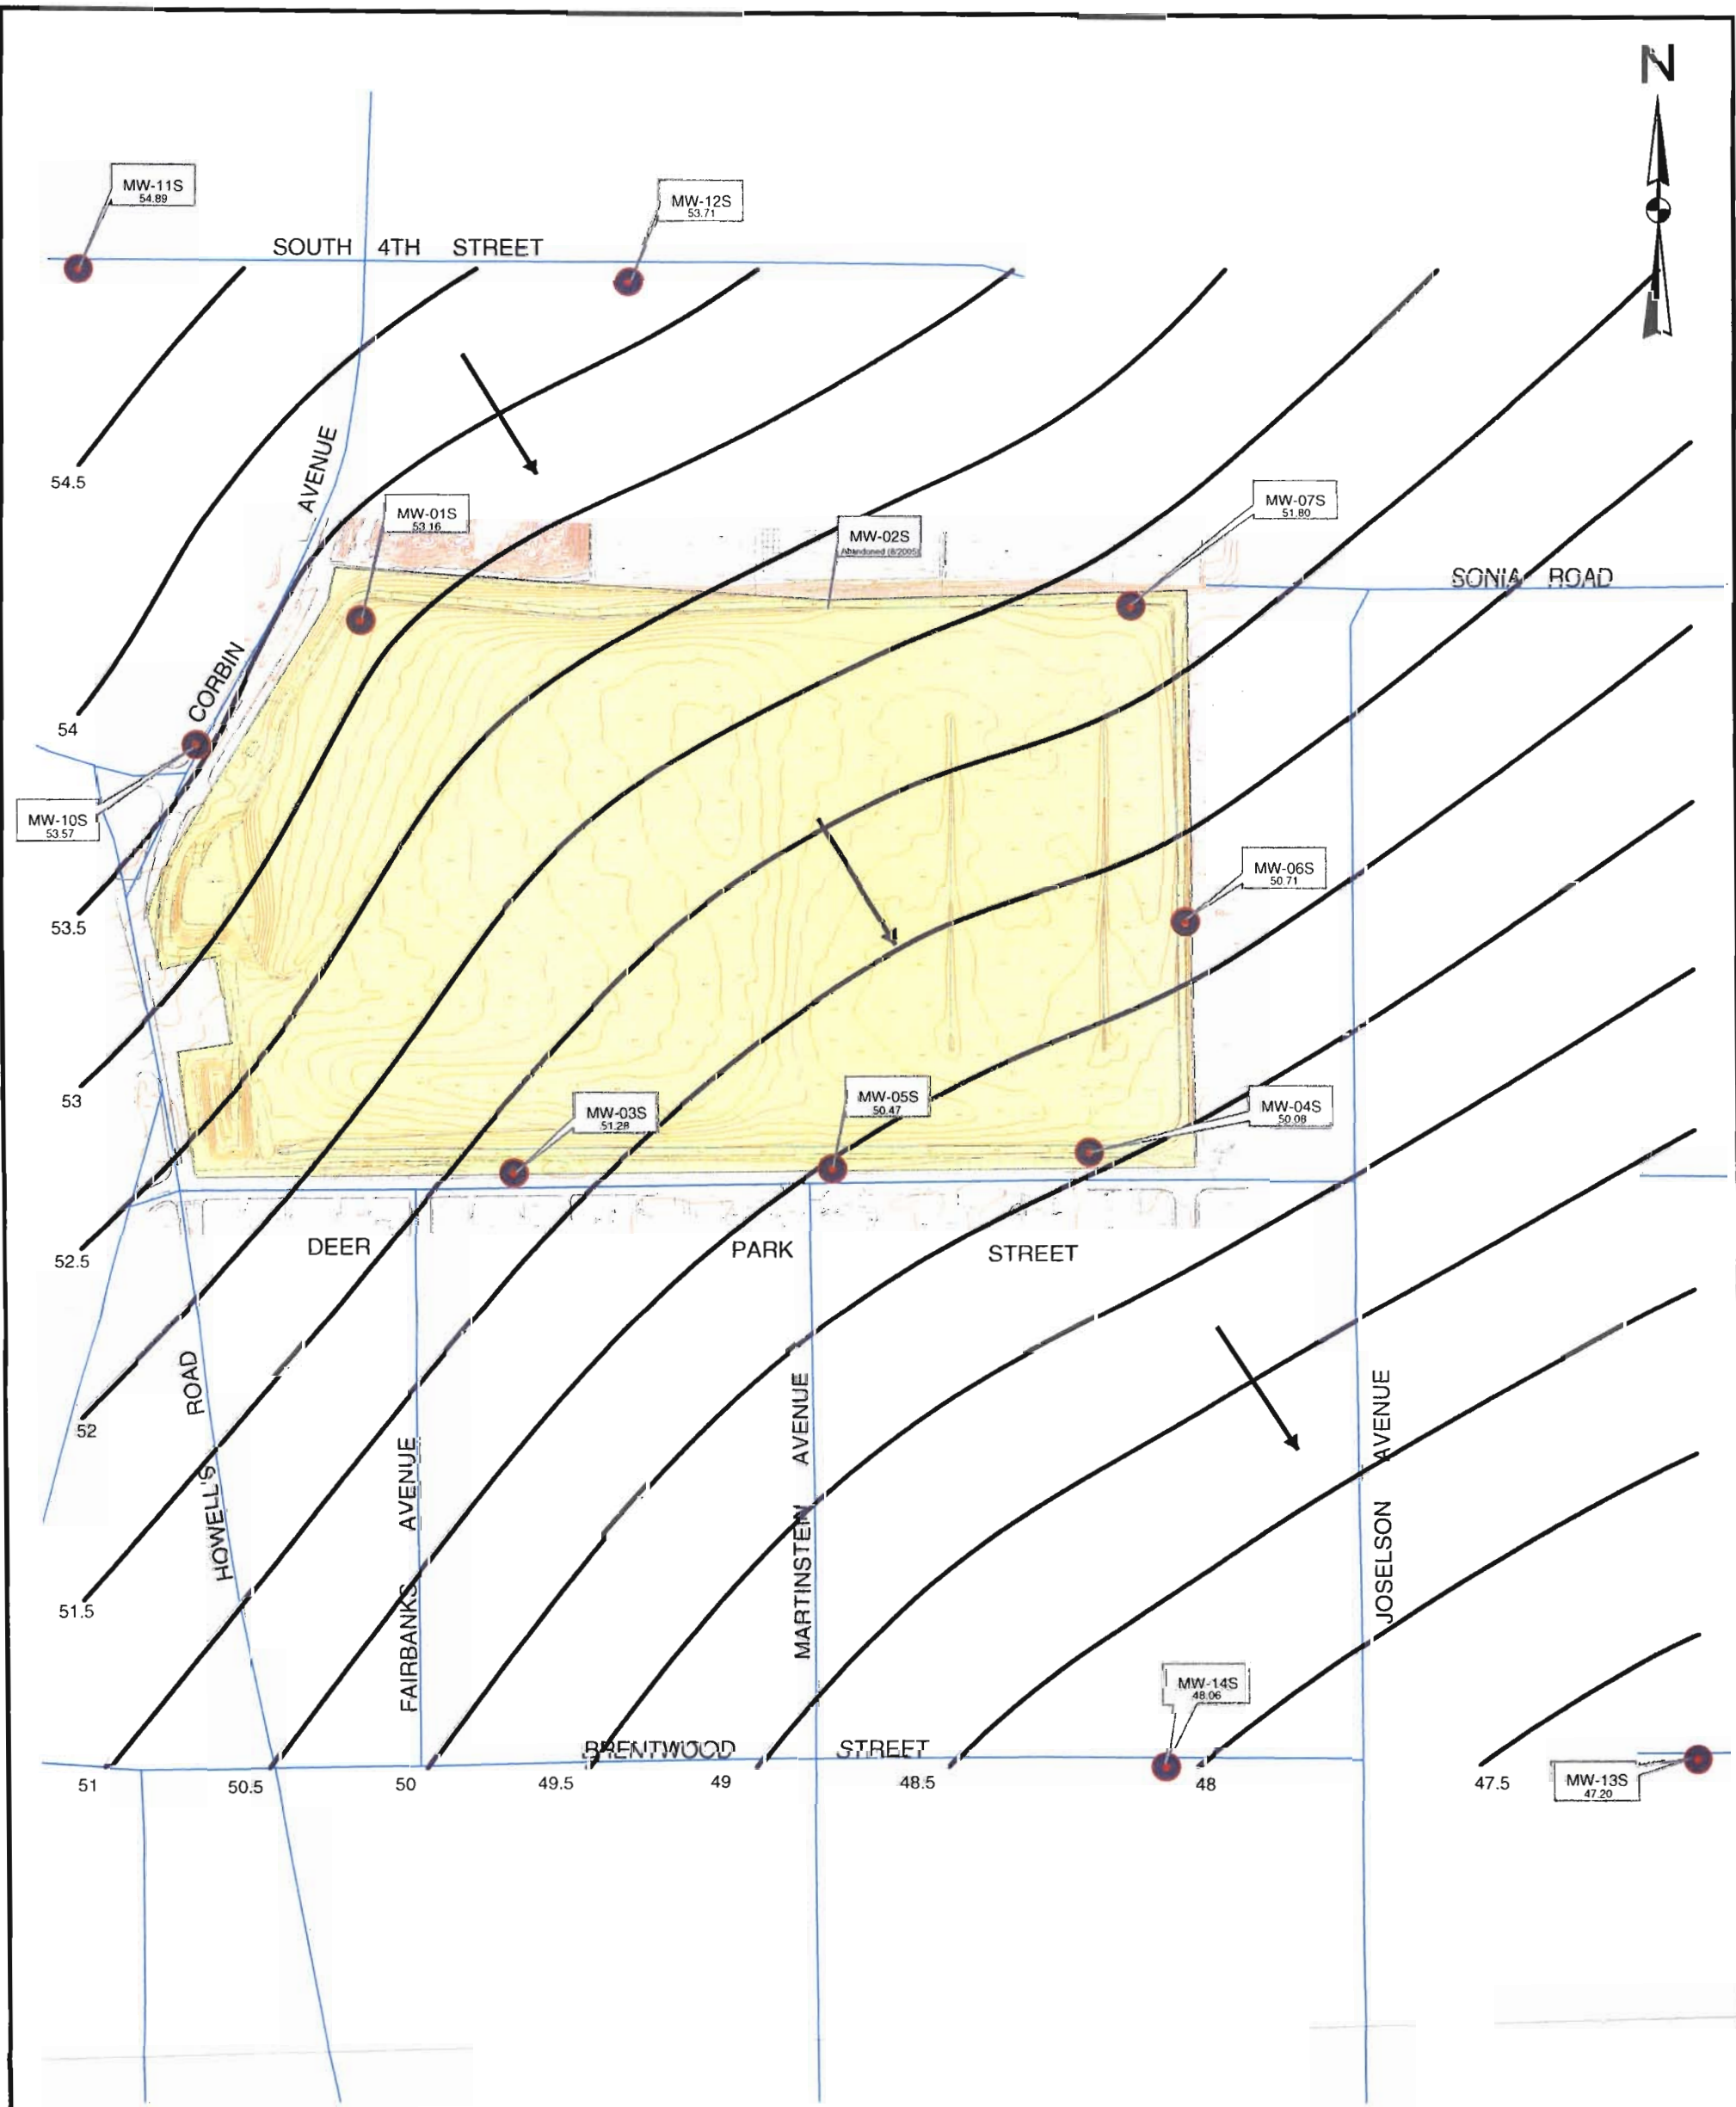 N
MW-11S
54.89
MW-12S
53.71
SOUTH 4TH STREET
AVENUE
54.5
MW-01S
53.16
MW-02S
Abandoned (8/2005)
MW-07S
51.80
SONIA ROAD
CORBIN
54
MW-10S
53.57
MW-06S
50.71
53.5
53
MW-03S
51.28
MW-05S
50.47
MW-04S
50.08
DEER PARK STREET
52.5
ROAD
AVENUE
AVENUE
AVENUE
52
HOWELL'S
FAIRBANKS
MARTINSTEIN
JOSELSON
51.5
MW-14S
48.06
BRENTWOOD STREET
51
50.5
50
49.5
49
48.5
48
47.5
MW-13S
47.20